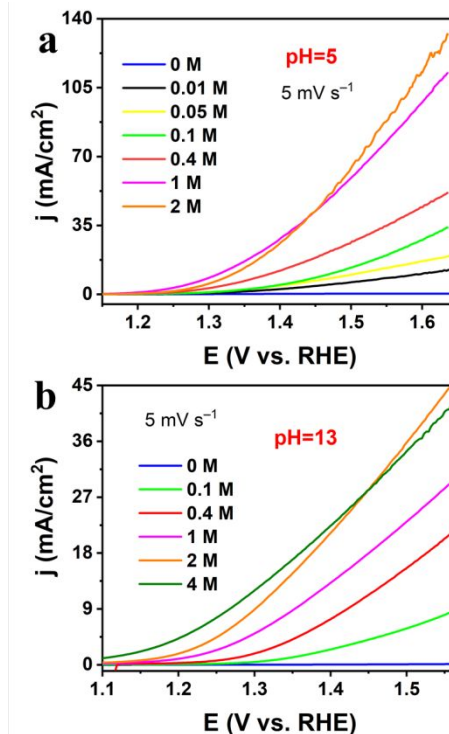 a
140
105
70
35
0
j (mA/cm²)
0 M
0.01 M
0.05 M
0.1 M
0.4 M
1 M
2 M
pH=5
5 mV s⁻¹
1.2 1.3 1.4 1.5 1.6
E (V vs. RHE)
b
45
36
27
18
9
0
j (mA/cm²)
5 mV s⁻¹
pH=13
0 M
0.1 M
0.4 M
1 M
2 M
4 M
1.1 1.2 1.3 1.4 1.5
E (V vs. RHE)